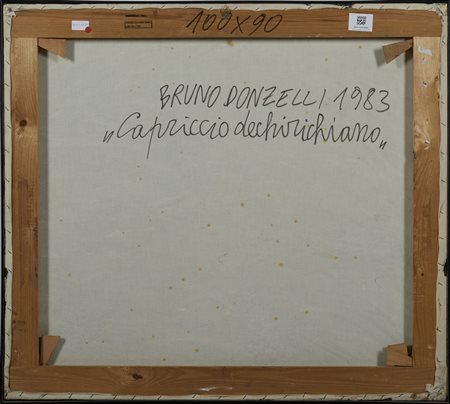 100x90
BRUNO DONZELLI 1983
„Capriccio dechirichiano„